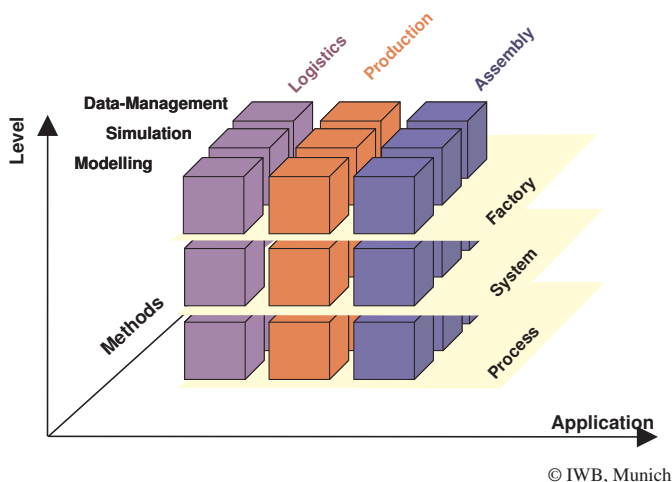 Logistics
Production
Assembly
Data-Management
Simulation
Modelling
Level
Factory
System
Process
Methods
Application
© IWB, Munich